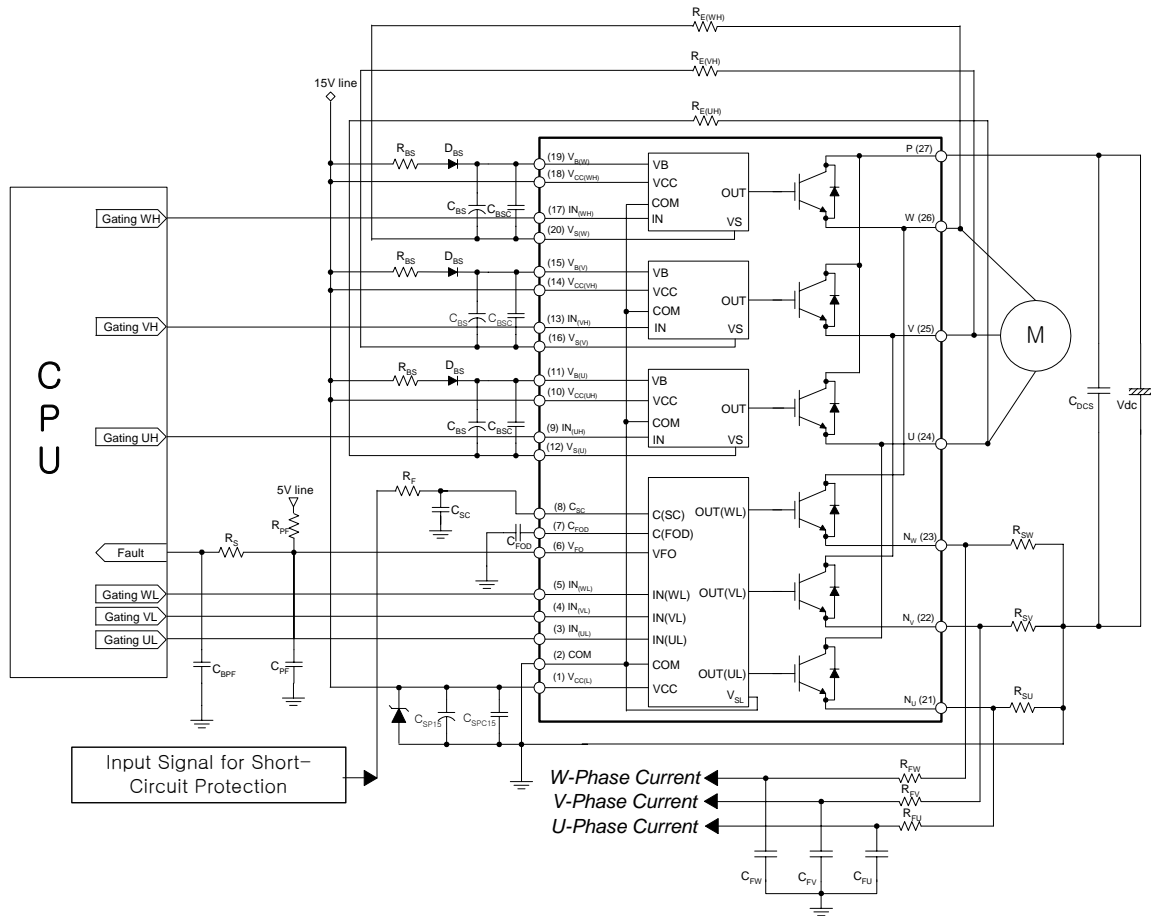 R_E(WH)
R_E(VH)
15V line
R_E(UH)
R_BS
D_BS
(19) V_B(W)
VB
P (27)
(18) V_CC(WH)
VCC
OUT
COM
Gating WH
C_BS
C_BSC
(17) IN_(WH)
IN
W (26)
(20) V_S(W)
VS
R_BS
D_BS
(15) V_B(V)
VB
(14) V_CC(VH)
VCC
OUT
COM
Gating VH
C_BS
C_BSC
(13) IN_(VH)
IN
VS
V (25)
M
(16) V_S(V)
CPU
R_BS
D_BS
(11) V_B(U)
VB
(10) V_CC(UH)
VCC
OUT
C_DCS
Vdc
COM
Gating UH
C_BS
C_BSC
(9) IN_(UH)
IN
VS
U (24)
(12) V_S(U)
R_F
5V line
C_SC
(8) C_SC
C(SC)
OUT(WL)
R_PF
(7) C_FOD
C(FOD)
C_FOD
R_S
Fault
(6) V_FO
VFO
N_W (23)
R_SW
Gating WL
(5) IN_(WL)
IN(WL)
OUT(VL)
Gating VL
(4) IN_(VL)
IN(VL)
N_V (22)
R_SV
Gating UL
(3) IN_(UL)
IN(UL)
(2) COM
COM
OUT(UL)
C_BPF
C_PF
(1) V_CC(L)
VCC
V_SL
N_U (21)
R_SU
C_SP15
C_SPC15
Input Signal for Short-
Circuit Protection
W-Phase Current
R_FW
V-Phase Current
R_FV
U-Phase Current
R_FU
C_FW
C_FV
C_FU